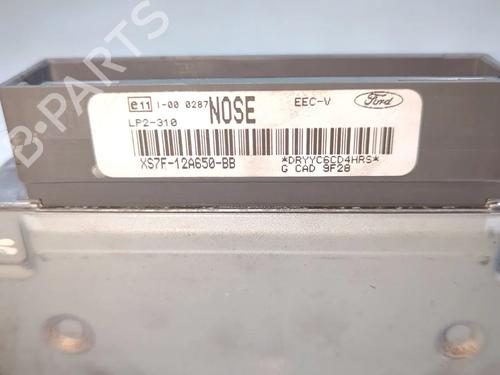 e11 1-00 0287 NOSE EEC-V Ford
LP2-310
XS7F-12A650-BB *DRYYC6CD4HRS*
G CAD 9F28
B-PARTS